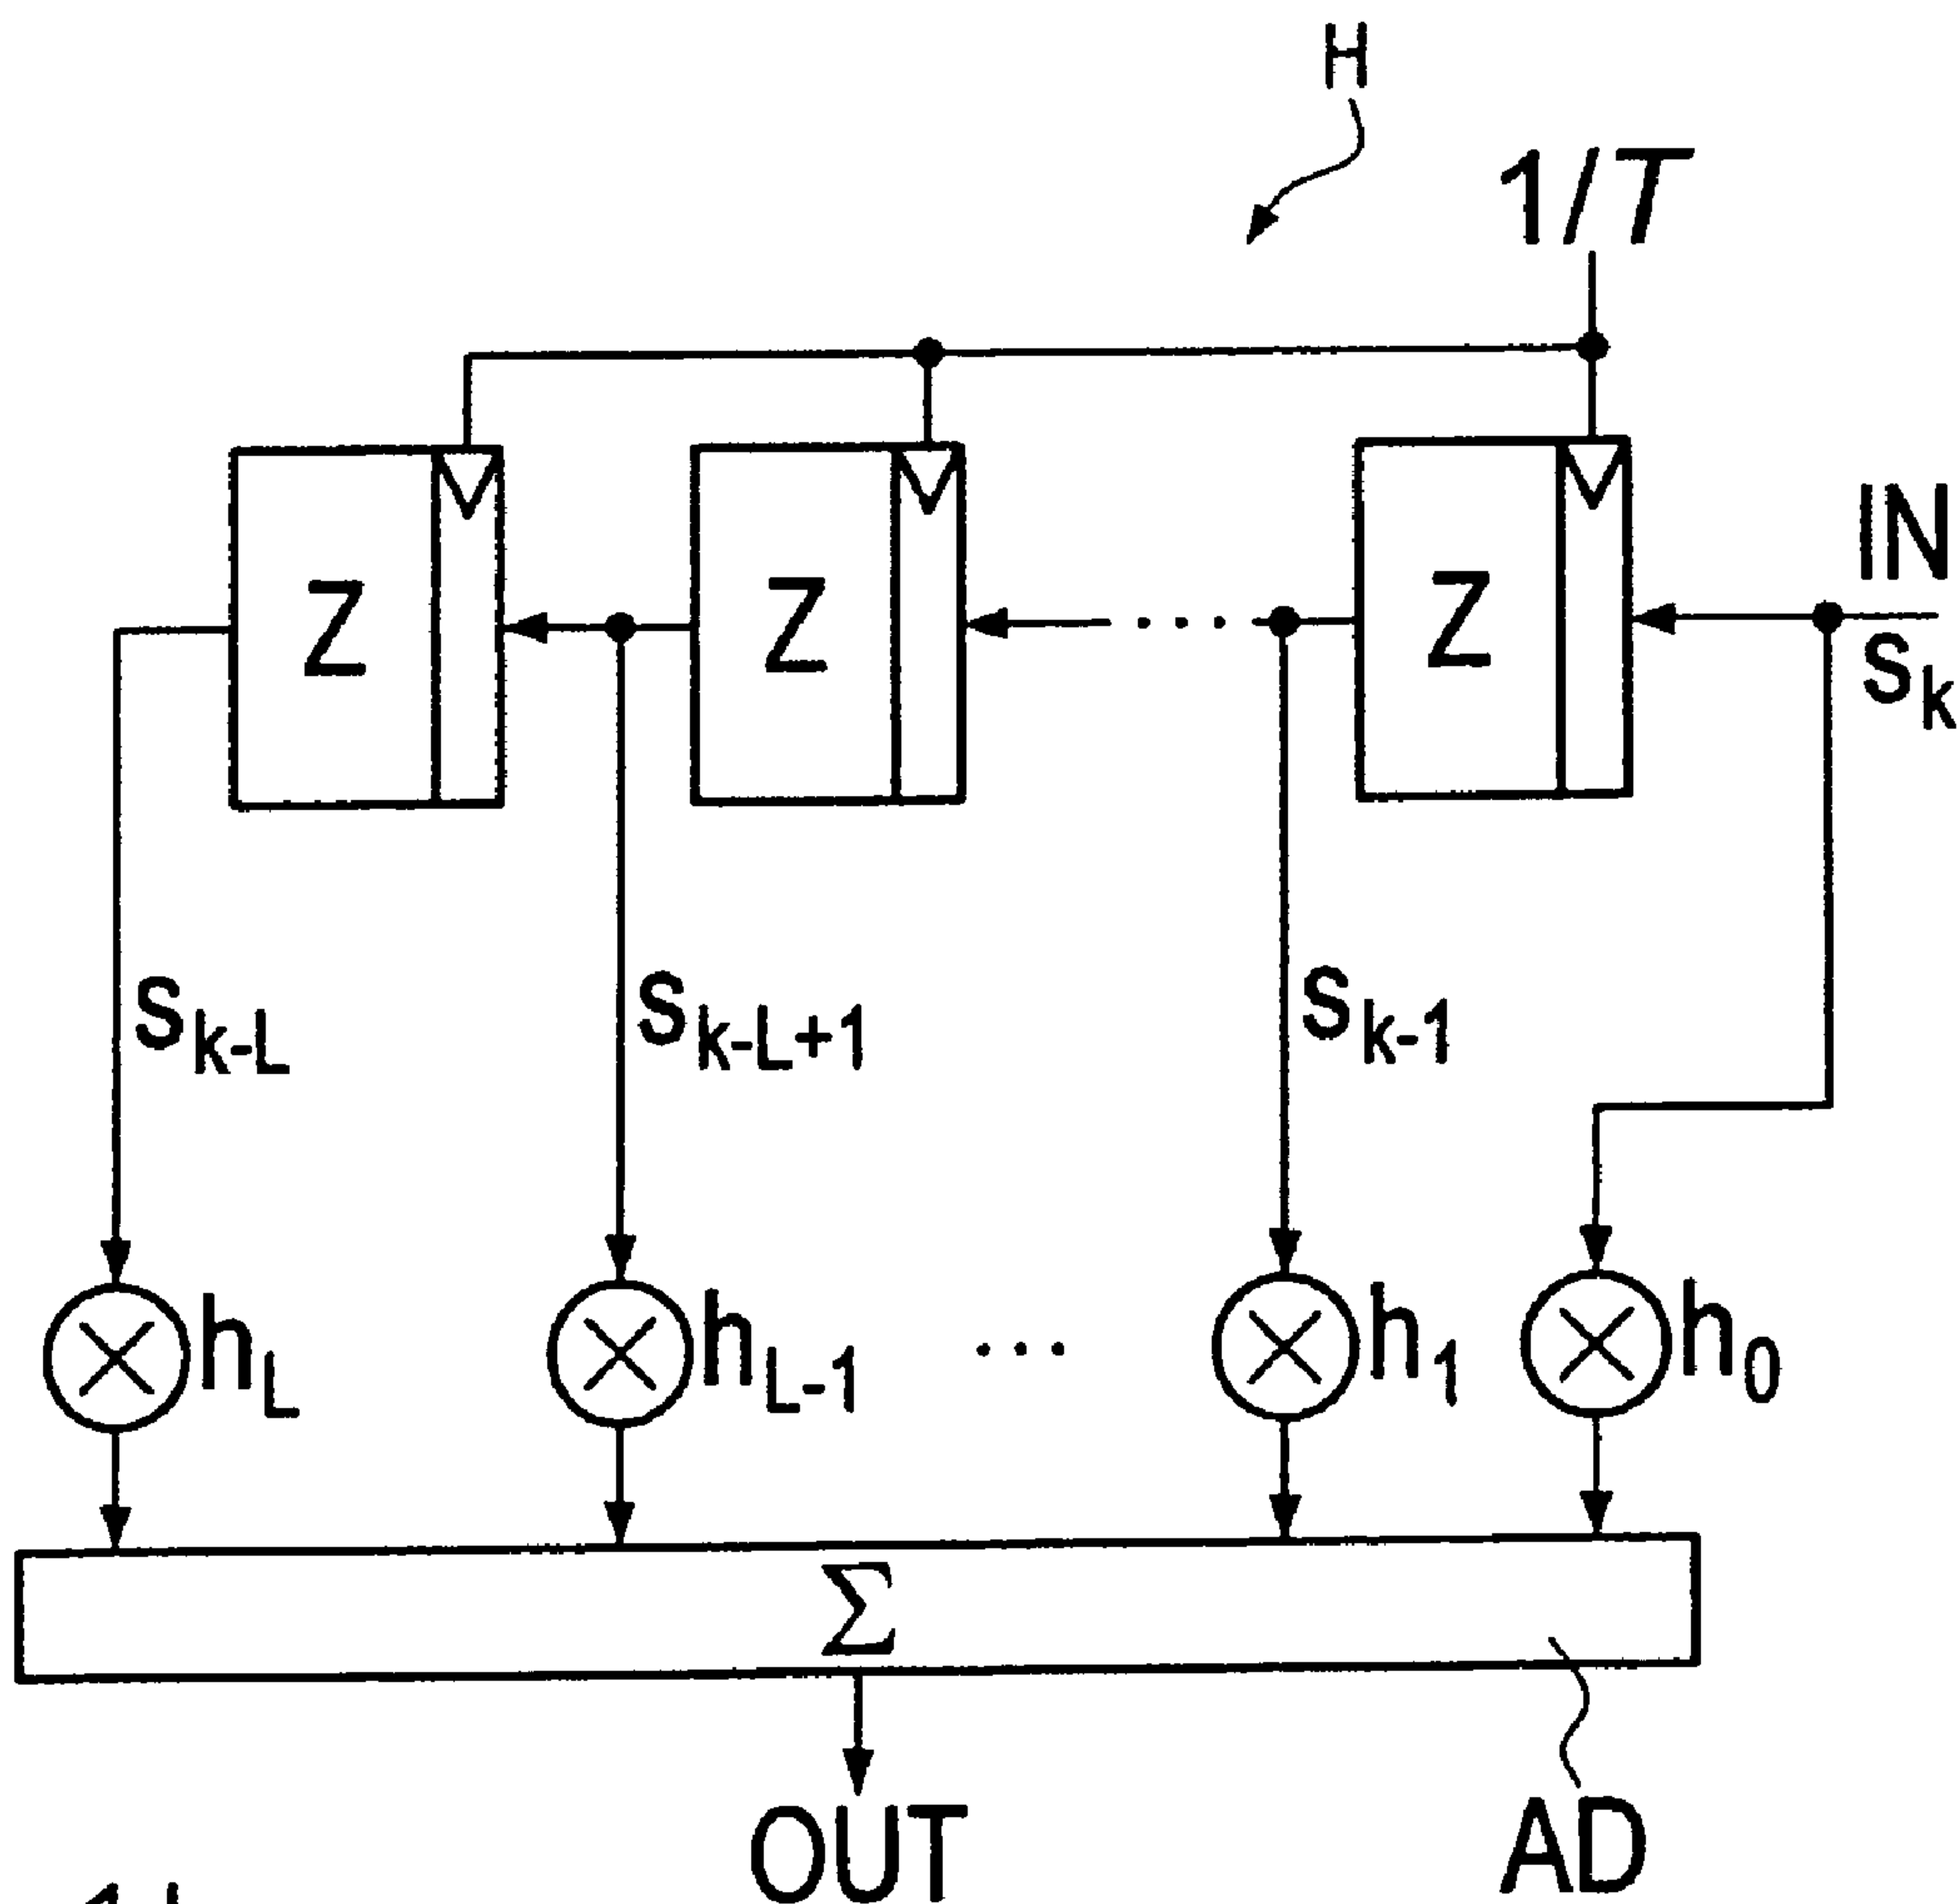 H
1/T
IN
Z Z ... Z
S_k
S_k-L S_k-L+1 S_k-1
h_L h_L-1 ... h_1 h_0
Σ
OUT AD